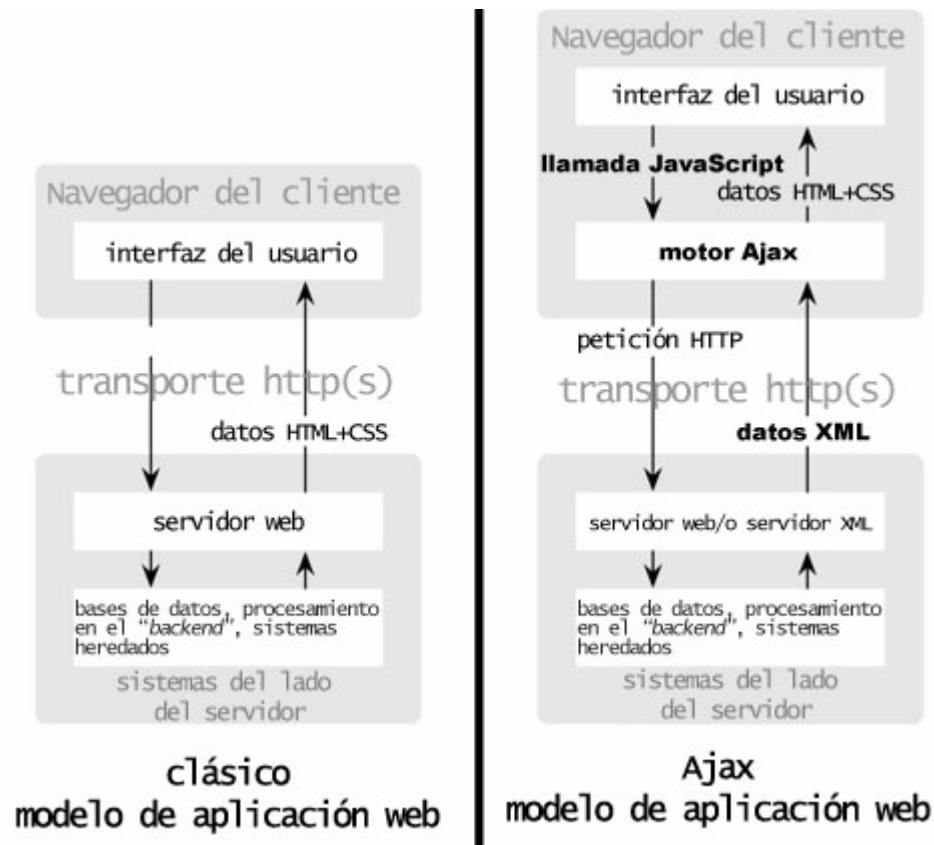 Navegador del cliente
interfaz del usuario
transporte http(s)
datos HTML+CSS
servidor web
bases de datos, procesamiento
en el "backend", sistemas
heredados
sistemas del lado
del servidor
clásico
modelo de aplicación web
Navegador del cliente
interfaz del usuario
llamada JavaScript
datos HTML+CSS
motor Ajax
petición HTTP
transporte http(s)
datos XML
servidor web/o servidor XML
bases de datos, procesamiento
en el "backend", sistemas
heredados
sistemas del lado
del servidor
Ajax
modelo de aplicación web